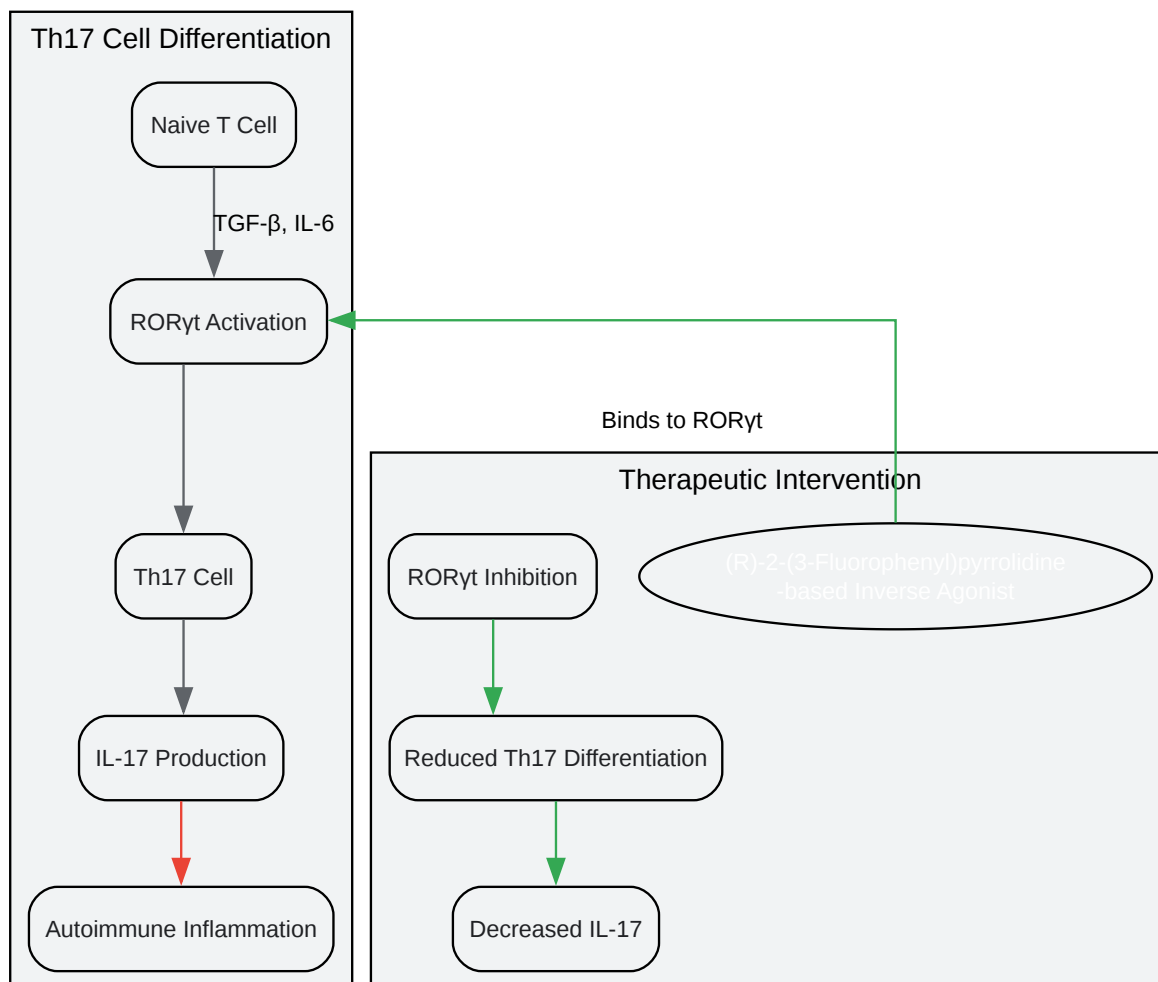 Th17 Cell Differentiation
Naive T Cell
TGF-β, IL-6
RORγt Activation
Th17 Cell
IL-17 Production
Autoimmune Inflammation
Binds to RORγt
Therapeutic Intervention
(R)-2-(3-Fluorophenyl)pyrrolidine
-based Inverse Agonist
RORγt Inhibition
Reduced Th17 Differentiation
Decreased IL-17